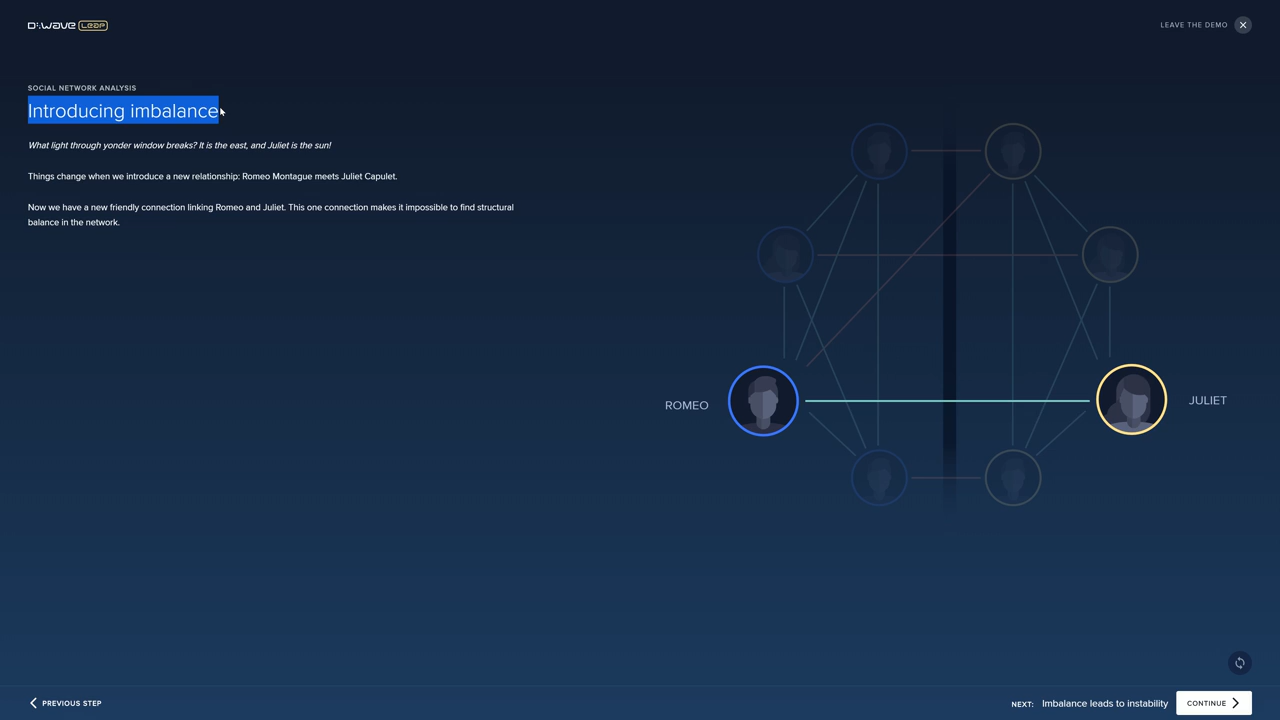 D:WAVE Leap
LEAVE THE DEMO
SOCIAL NETWORK ANALYSIS
Introducing imbalance
What light through yonder window breaks? It is the east, and Juliet is the sun!
Things change when we introduce a new relationship: Romeo Montague meets Juliet Capulet.
Now we have a new friendly connection linking Romeo and Juliet. This one connection makes it impossible to find structural
balance in the network.
ROMEO
JULIET
PREVIOUS STEP
NEXT: Imbalance leads to instability
CONTINUE